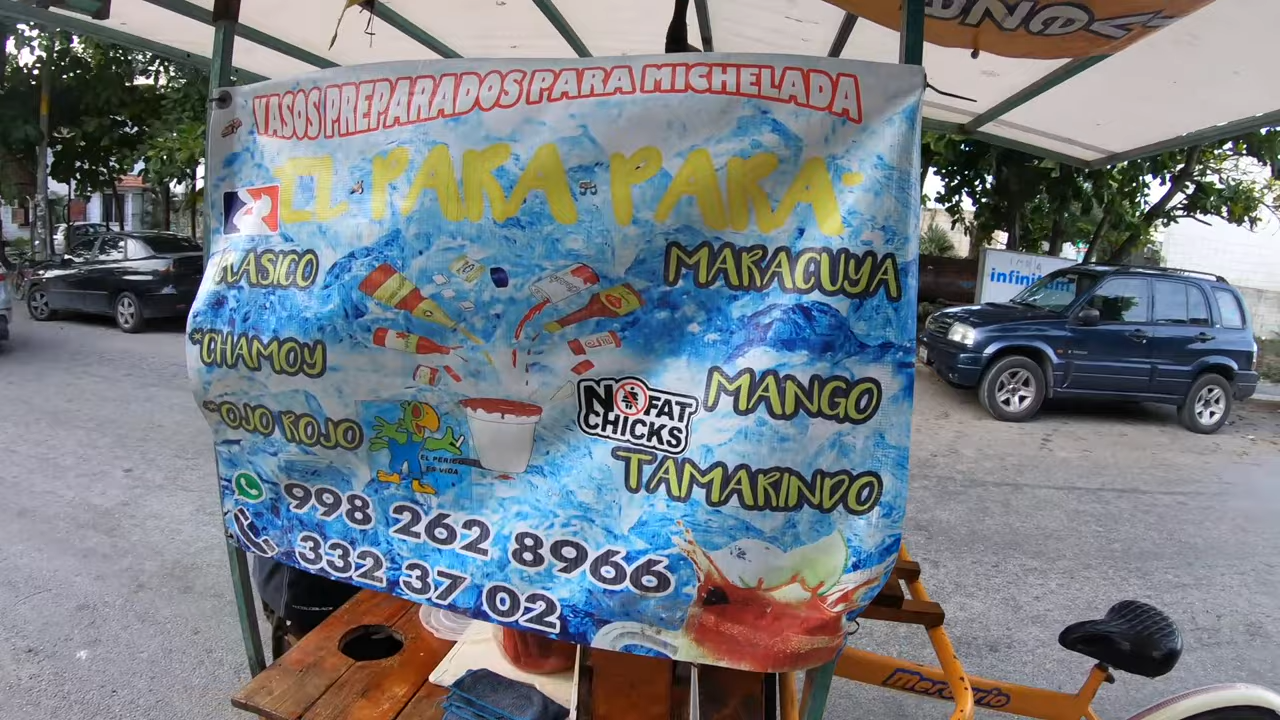 VASOS PREPARADOS PARA MICHELADA
EL PARA PARA
KLASICO
*CHAMOY
*OJO ROJO
MARACUYA
MANGO
TAMARINDO
NO FAT
CHICKS
EL PERICO
ES VIDA
998 262 8966
332 37 02
infinitum
Mercurio